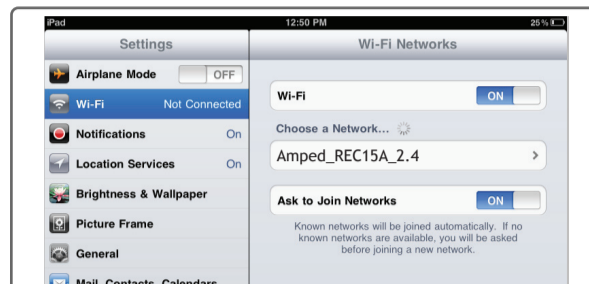 iPad 12:50 PM 25%
Settings
Wi-Fi Networks
Airplane Mode OFF
Wi-Fi Not Connected
Notifications On
Location Services On
Brightness & Wallpaper
Picture Frame
General
Mail, Contacts, Calendars
Wi-Fi ON
Choose a Network...
Amped_REC15A_2.4
Ask to Join Networks ON
Known networks will be joined automatically. If no
known networks are available, you will be asked
before joining a new network.